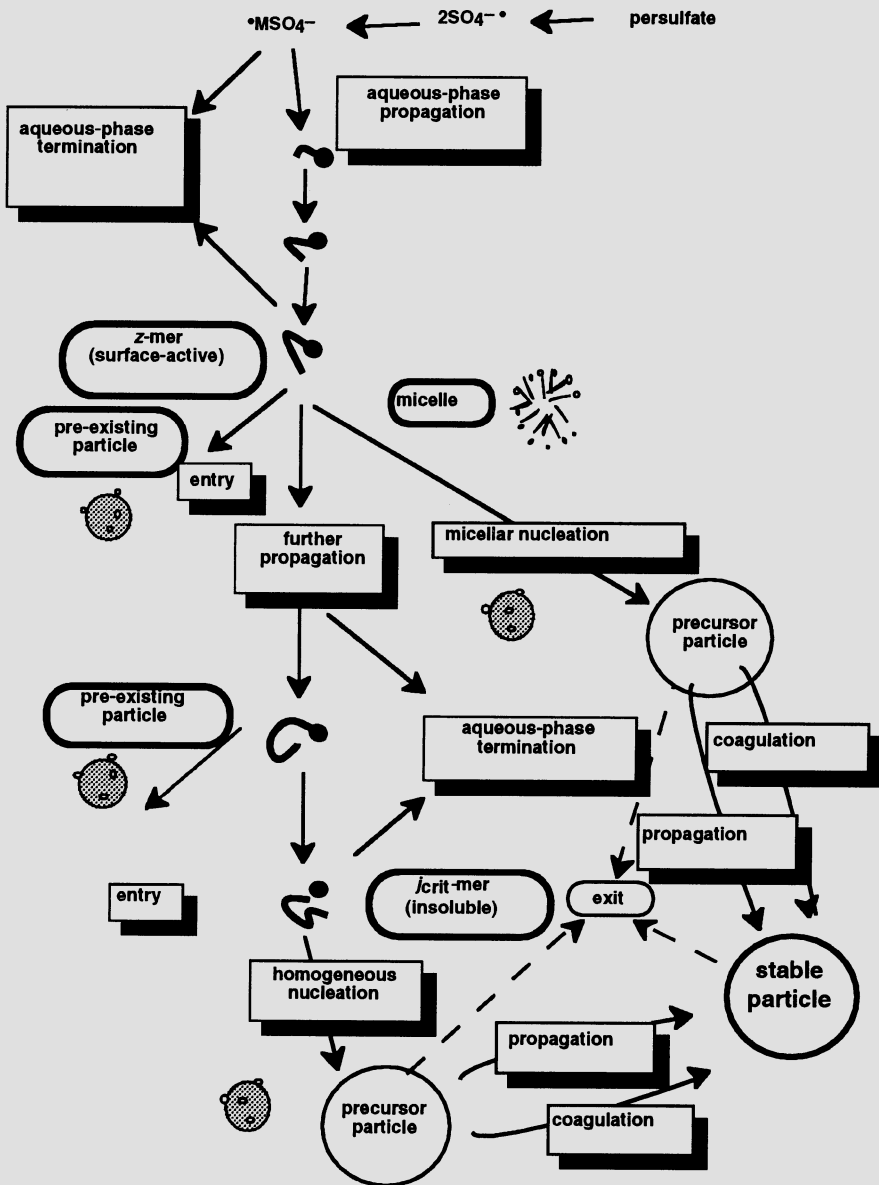 •MSO4–
2SO4–•
persulfate
aqueous-phase
propagation
aqueous-phase
termination
z-mer
(surface-active)
micelle
pre-existing
particle
entry
further
propagation
micellar nucleation
precursor
particle
pre-existing
particle
aqueous-phase
termination
coagulation
propagation
entry
jcrit-mer
(insoluble)
exit
homogeneous
nucleation
stable
particle
propagation
precursor
particle
coagulation